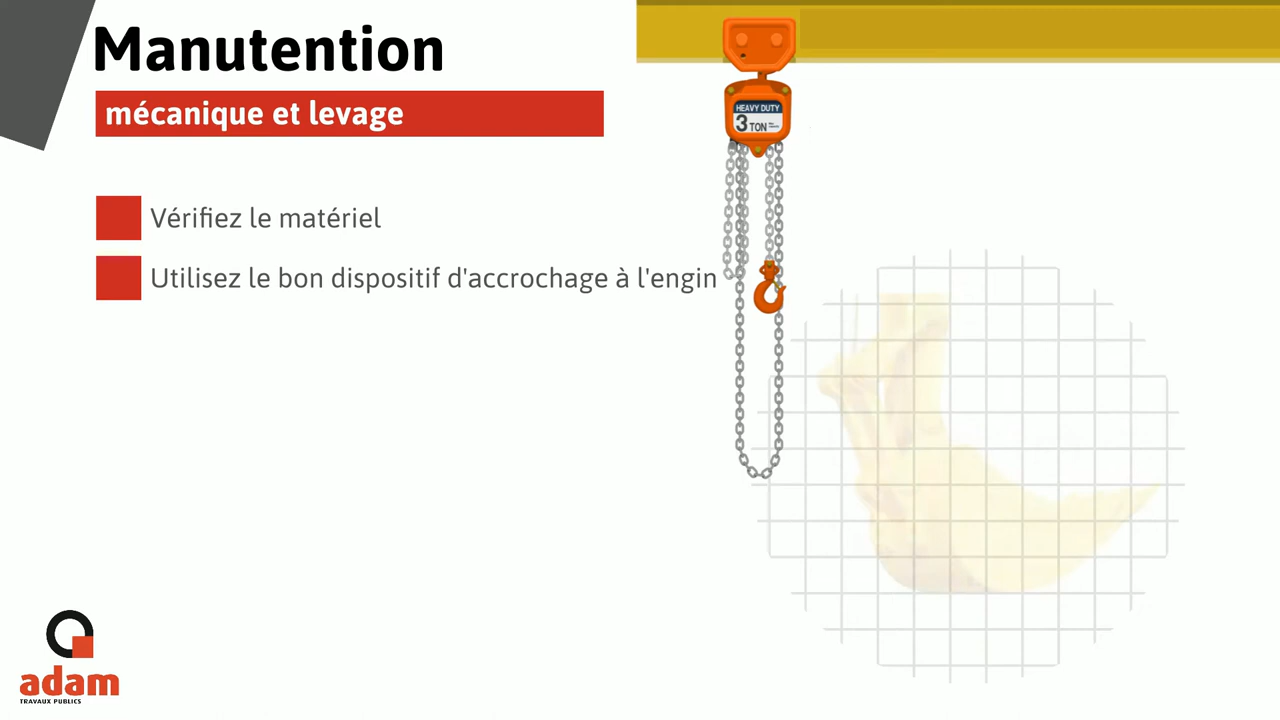 Manutention
mécanique et levage
HEAVY DUTY
3 TON
Vérifiez le matériel
Utilisez le bon dispositif d'accrochage à l'engin
adam
TRAVAUX PUBLICS